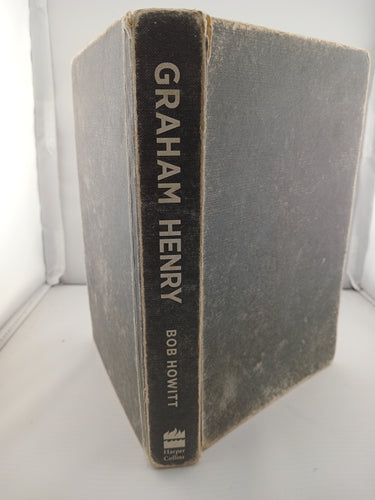 GRAHAM HENRY
BOB HOWITT
Harper
Collins